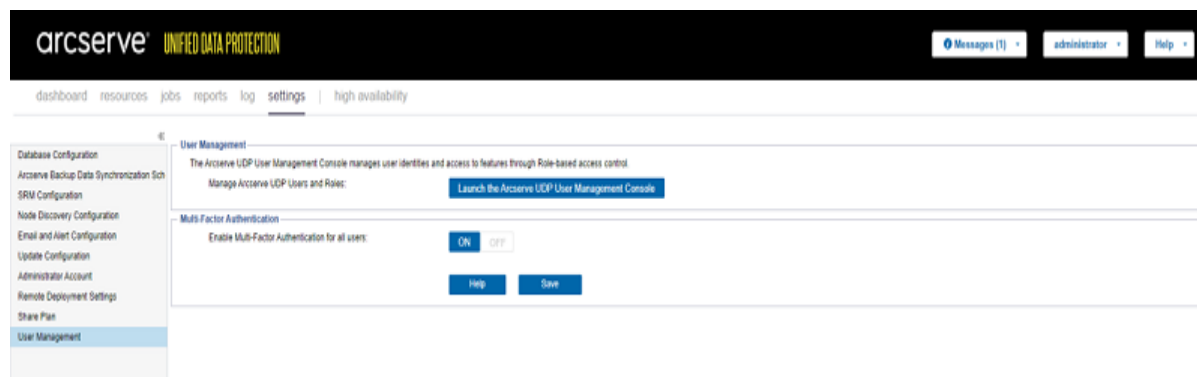 arcserve® UNIFIED DATA PROTECTION
Messages (1)
administrator
Help
dashboard resources jobs reports log settings | high availability
Database Configuration
Arcserve Backup Data Synchronization Sch
SRM Configuration
Node Discovery Configuration
Email and Alert Configuration
Update Configuration
Administrator Account
Remote Deployment Settings
Share Plan
User Management
User Management
The Arcserve UDP User Management Console manages user identities and access to features through Role-based access control.
Manage Arcserve UDP Users and Roles:
Launch the Arcserve UDP User Management Console
Multi-Factor Authentication
Enable Multi-Factor Authentication for all users:
ON OFF
Help Save